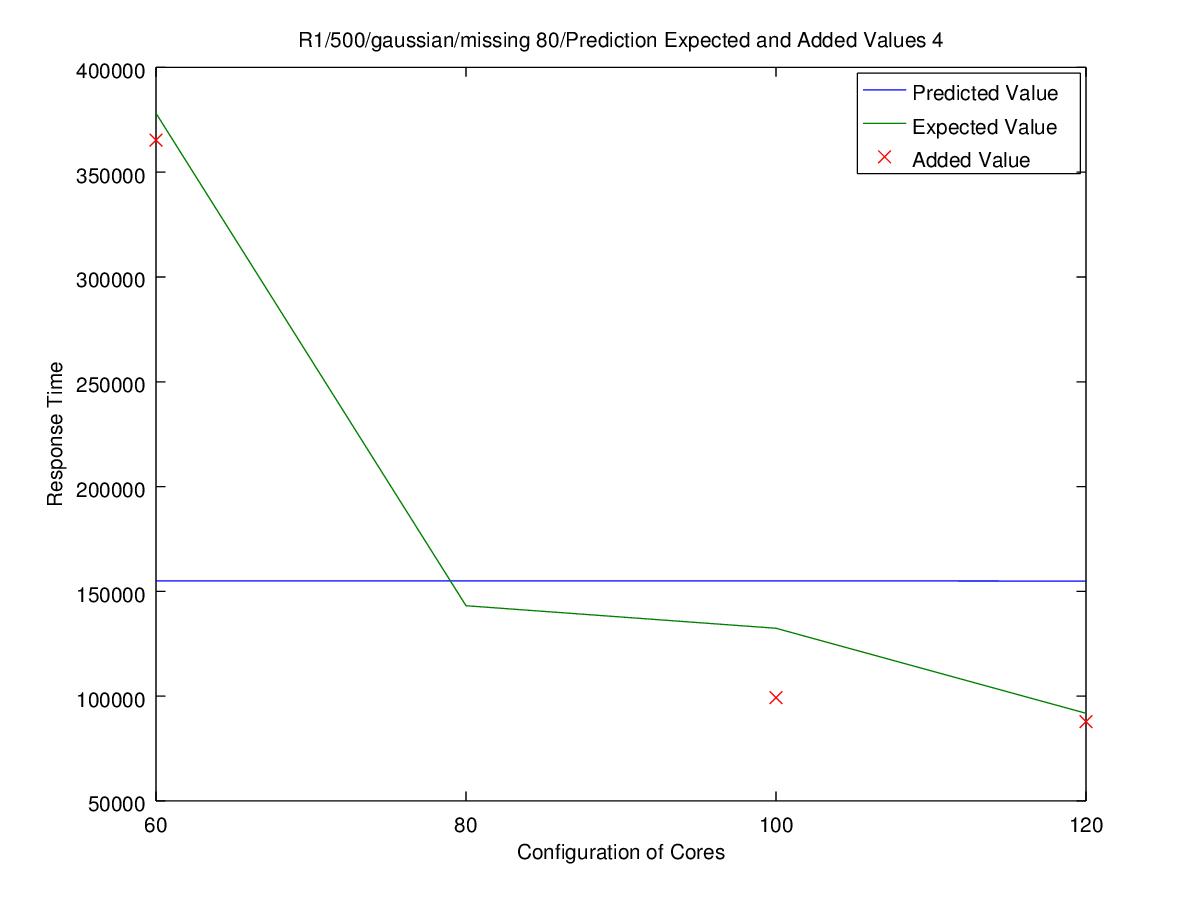 R1/500/gaussian/missing 80/Prediction Expected and Added Values 4
400000
350000
300000
250000
200000
150000
100000
50000
Response Time
Predicted Value
Expected Value
Added Value
60
80
100
120
Configuration of Cores